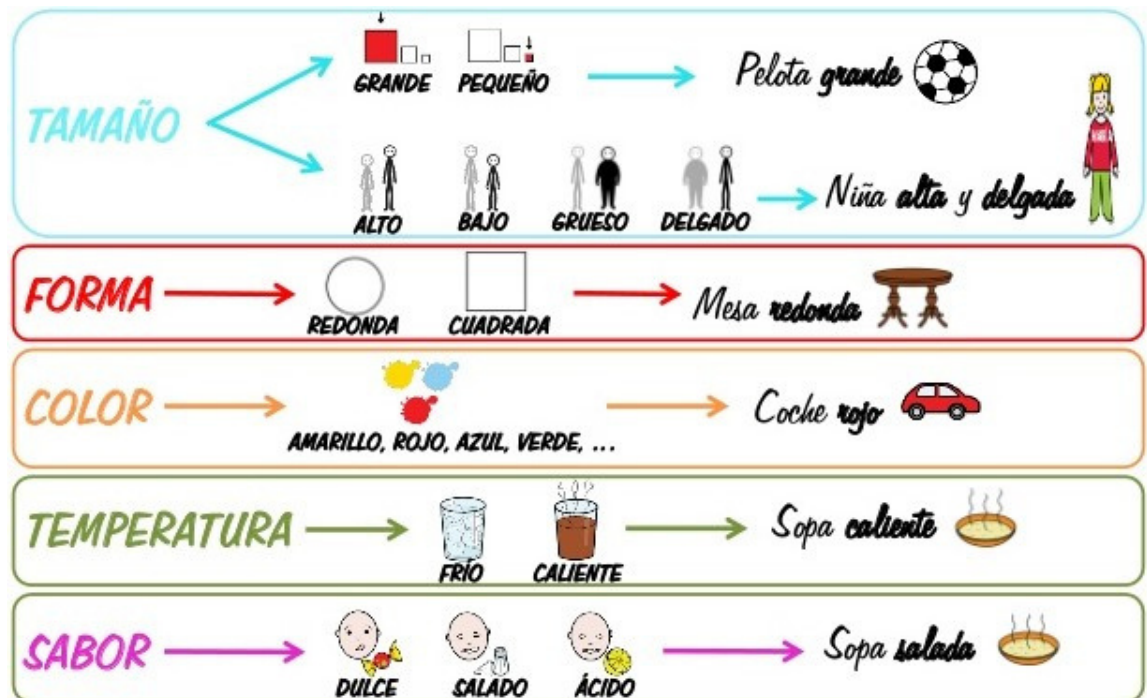 TAMAÑO
GRANDE PEQUEÑO
Pelota grande
ALTO BAJO GRUESO DELGADO
Niña alta y delgada
FORMA
REDONDA CUADRADA
Mesa redonda
COLOR
AMARILLO, ROJO, AZUL, VERDE, ...
Coche rojo
TEMPERATURA
FRÍO CALIENTE
Sopa caliente
SABOR
DULCE SALADO ÁCIDO
Sopa salada